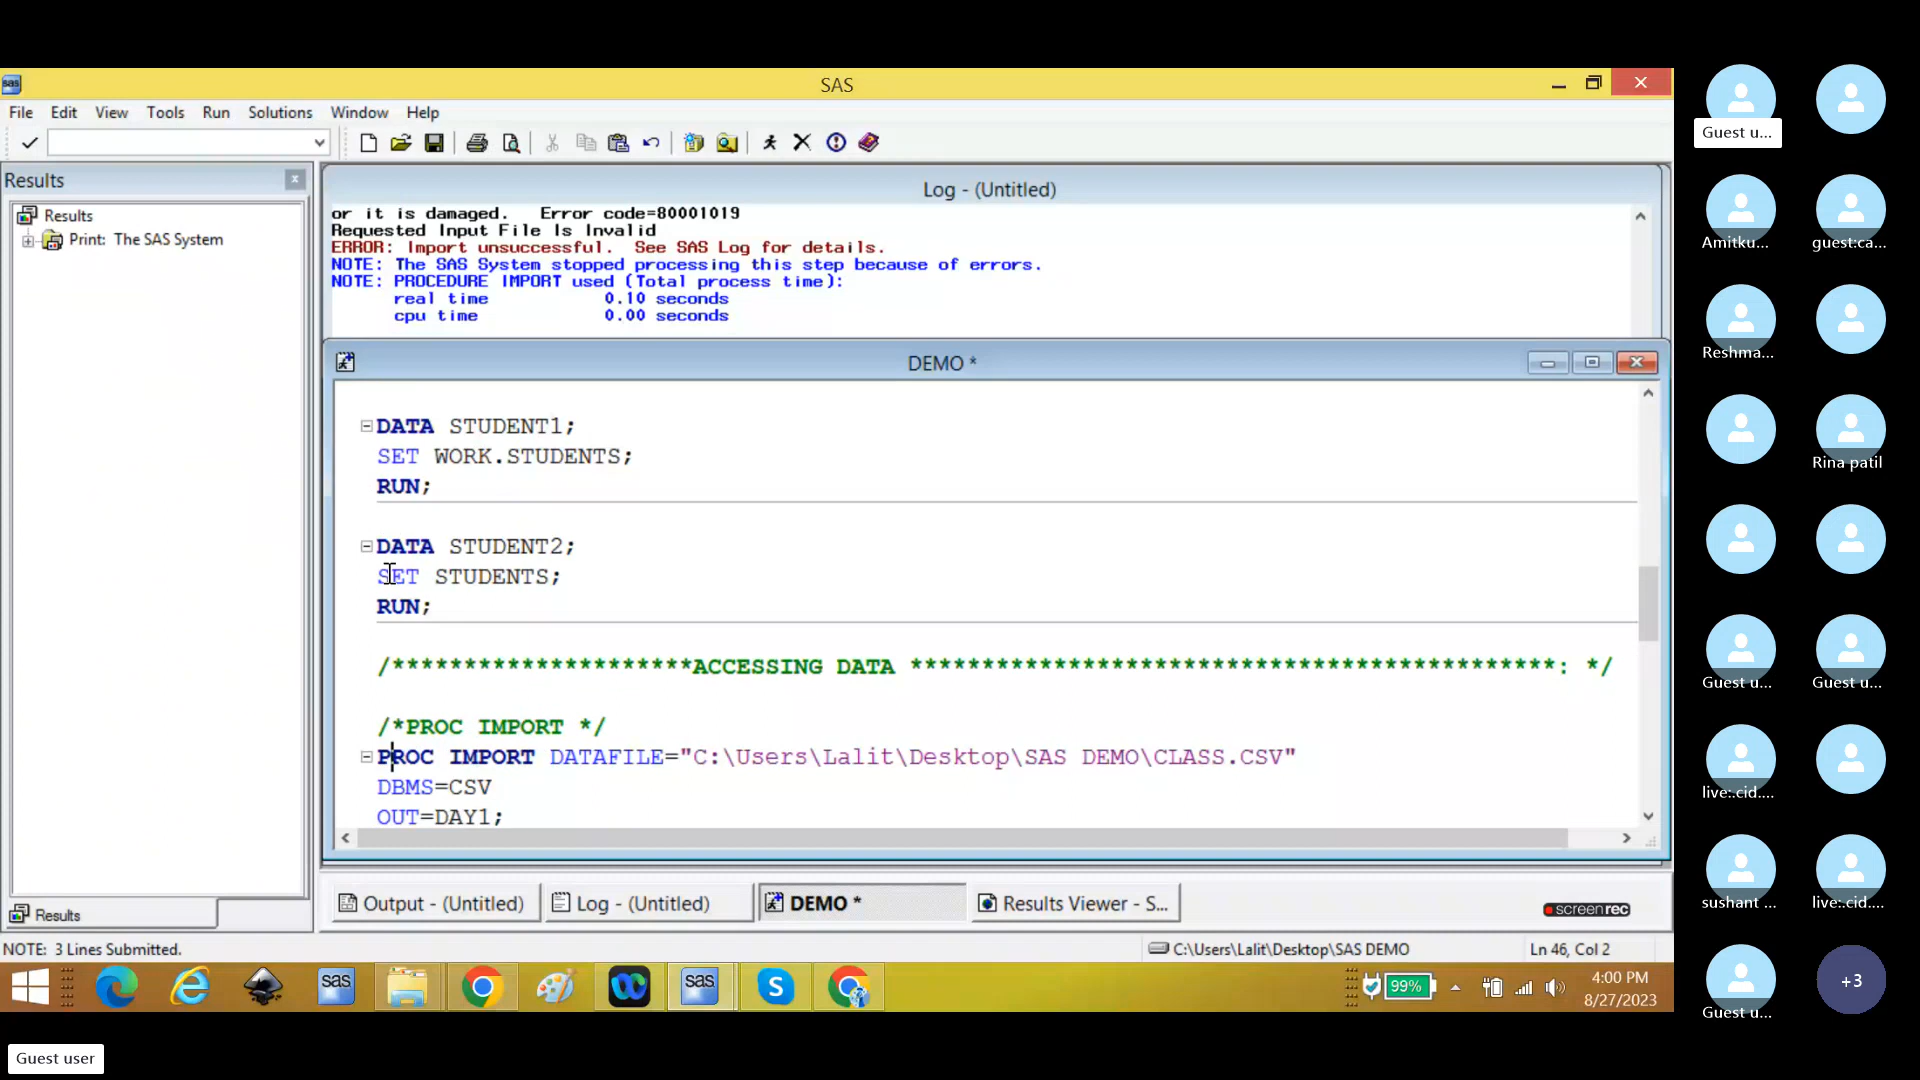 SAS
File Edit View Tools Run Solutions Window Help
Results
Results
Print: The SAS System
Results
Log - (Untitled)
or it is damaged. Error code=80001019
Requested Input File Is Invalid
ERROR: Import unsuccessful. See SAS Log for details.
NOTE: The SAS System stopped processing this step because of errors.
NOTE: PROCEDURE IMPORT used (Total process time):
real time 0.10 seconds
cpu time 0.00 seconds
DEMO *
DATA STUDENT1;
SET WORK.STUDENTS;
RUN;
DATA STUDENT2;
SET STUDENTS;
RUN;
/*********************ACCESSING DATA *********************************************: */
/*PROC IMPORT */
PROC IMPORT DATAFILE="C:\Users\Lalit\Desktop\SAS DEMO\CLASS.CSV"
DBMS=CSV
OUT=DAY1;
Output - (Untitled) Log - (Untitled) DEMO * Results Viewer - S...
screenrec
NOTE: 3 Lines Submitted. C:\Users\Lalit\Desktop\SAS DEMO Ln 46, Col 2
sas sas 99% 4:00 PM
8/27/2023
Guest user
Guest u...
Amitku... guest:ca...
Reshma...
Rina patil
Guest u... Guest u...
live:.cid.... 
sushant ... live:.cid....
Guest u... +3